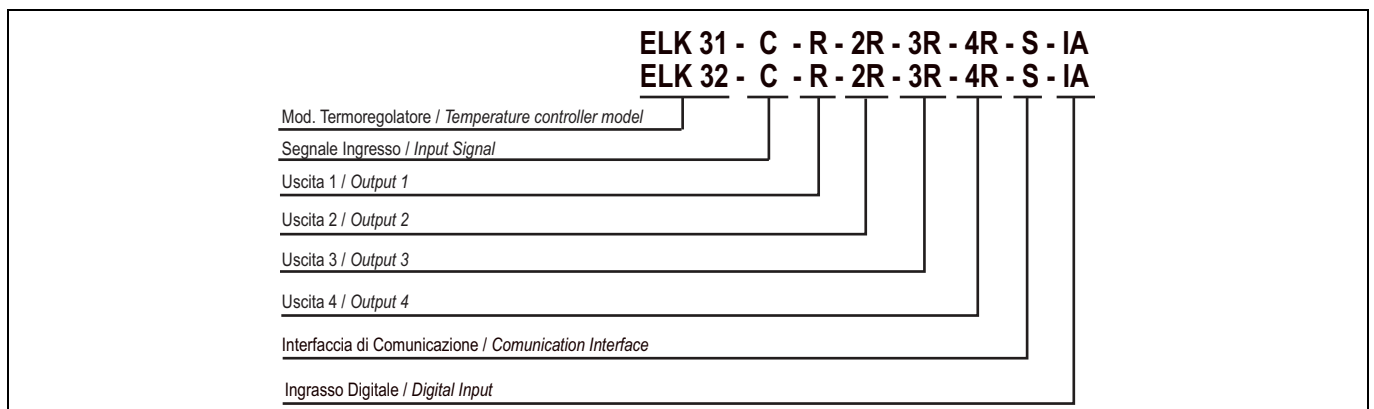 ELK 31 - C - R - 2R - 3R - 4R - S - IA
ELK 32 - C - R - 2R - 3R - 4R - S - IA
Mod. Termoregolatore / Temperature controller model
Segnale Ingresso / Input Signal
Uscita 1 / Output 1
Uscita 2 / Output 2
Uscita 3 / Output 3
Uscita 4 / Output 4
Interfaccia di Comunicazione / Comunication Interface
Ingrasso Digitale / Digital Input